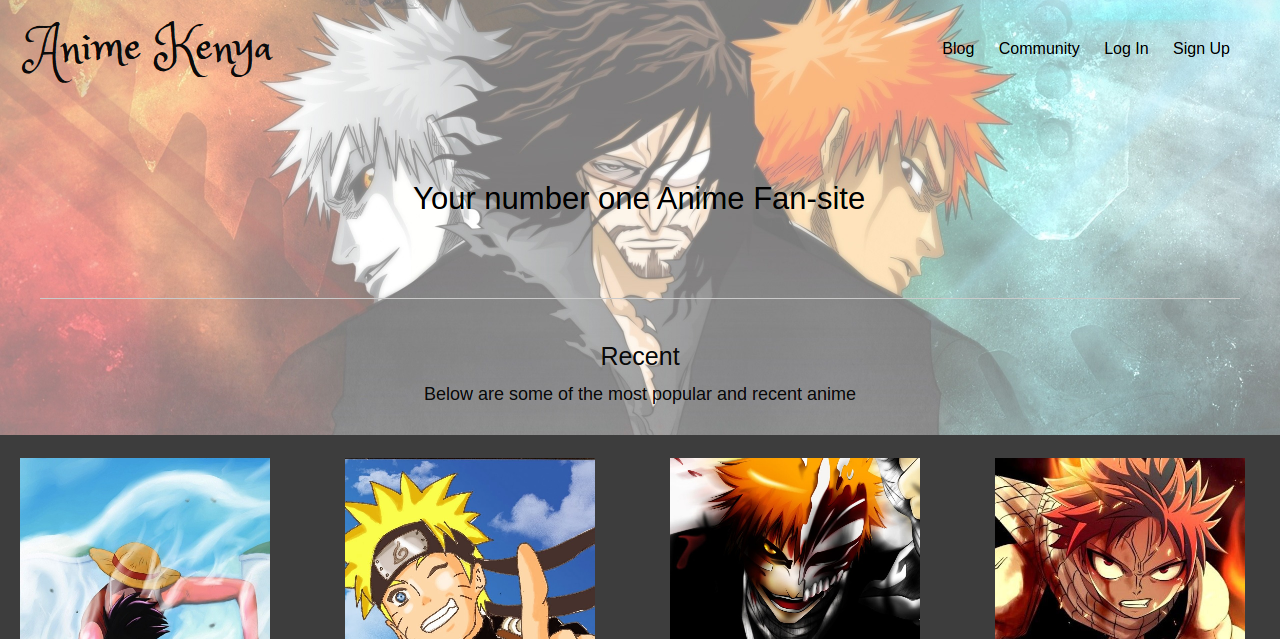 Anime Kenya
Blog Community Log In Sign Up
Your number one Anime Fan-site
Recent
Below are some of the most popular and recent anime